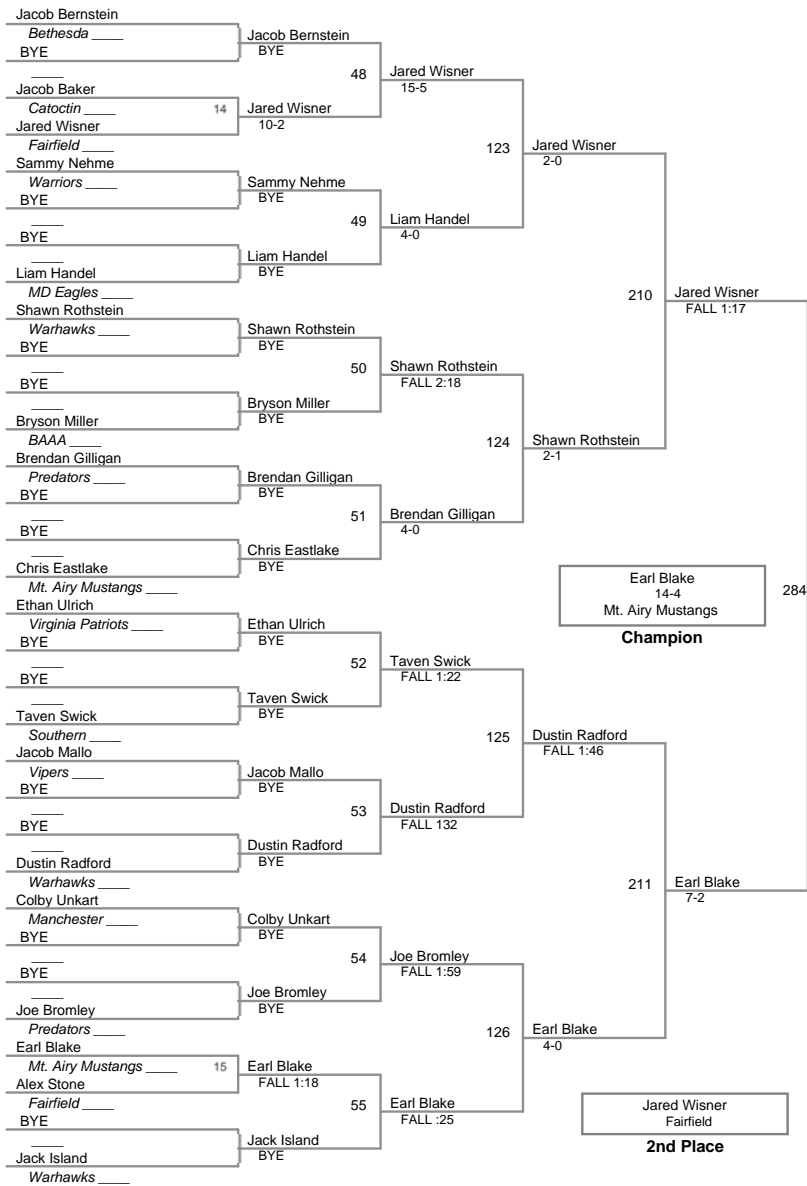 Jacob Bernstein
Bethesda ____
BYE
____
Jacob Baker
Catoctin ____
14
Jared Wisner
Fairfield ____
Sammy Nehme
Warriors ____
BYE
____
BYE
____
Liam Handel
MD Eagles ____
Shawn Rothstein
Warhawks ____
BYE
____
BYE
____
Bryson Miller
BAAA ____
Brendan Gilligan
Predators ____
BYE
____
BYE
____
Chris Eastlake
Mt. Airy Mustangs ____
Ethan Ulrich
Virginia Patriots ____
BYE
____
BYE
____
Taven Swick
Southern ____
Jacob Mallo
Vipers ____
BYE
____
BYE
____
Dustin Radford
Warhawks ____
Colby Unkart
Manchester ____
BYE
____
BYE
____
Joe Bromley
Predators ____
Earl Blake
Mt. Airy Mustangs ____
15
Alex Stone
Fairfield ____
BYE
____
Jack Island
Warhawks ____
Jacob Bernstein
BYE
48
Jared Wisner
10-2
Sammy Nehme
BYE
49
Liam Handel
BYE
Shawn Rothstein
BYE
50
Bryson Miller
BYE
Brendan Gilligan
BYE
51
Chris Eastlake
BYE
Ethan Ulrich
BYE
52
Taven Swick
BYE
Jacob Mallo
BYE
53
Dustin Radford
BYE
Colby Unkart
BYE
54
Joe Bromley
BYE
Earl Blake
FALL 1:18
55
Jack Island
BYE
Jared Wisner
15-5
123
Liam Handel
4-0
Shawn Rothstein
FALL 2:18
124
Brendan Gilligan
4-0
Taven Swick
FALL 1:22
125
Dustin Radford
FALL 132
Joe Bromley
FALL 1:59
126
Earl Blake
FALL :25
Jared Wisner
2-0
210
Shawn Rothstein
2-1
Dustin Radford
FALL 1:46
211
Earl Blake
4-0
Jared Wisner
FALL 1:17
284
Earl Blake
7-2
Earl Blake
14-4
Mt. Airy Mustangs
Champion
Jared Wisner
Fairfield
2nd Place